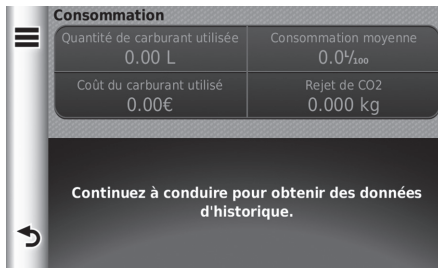 Consommation
Quantité de carburant utilisée
0.00 L
Consommation moyenne
0.0 L/100
Coût du carburant utilisé
0.00€
Rejet de CO2
0.000 kg
Continuez à conduire pour obtenir des données
d'historique.